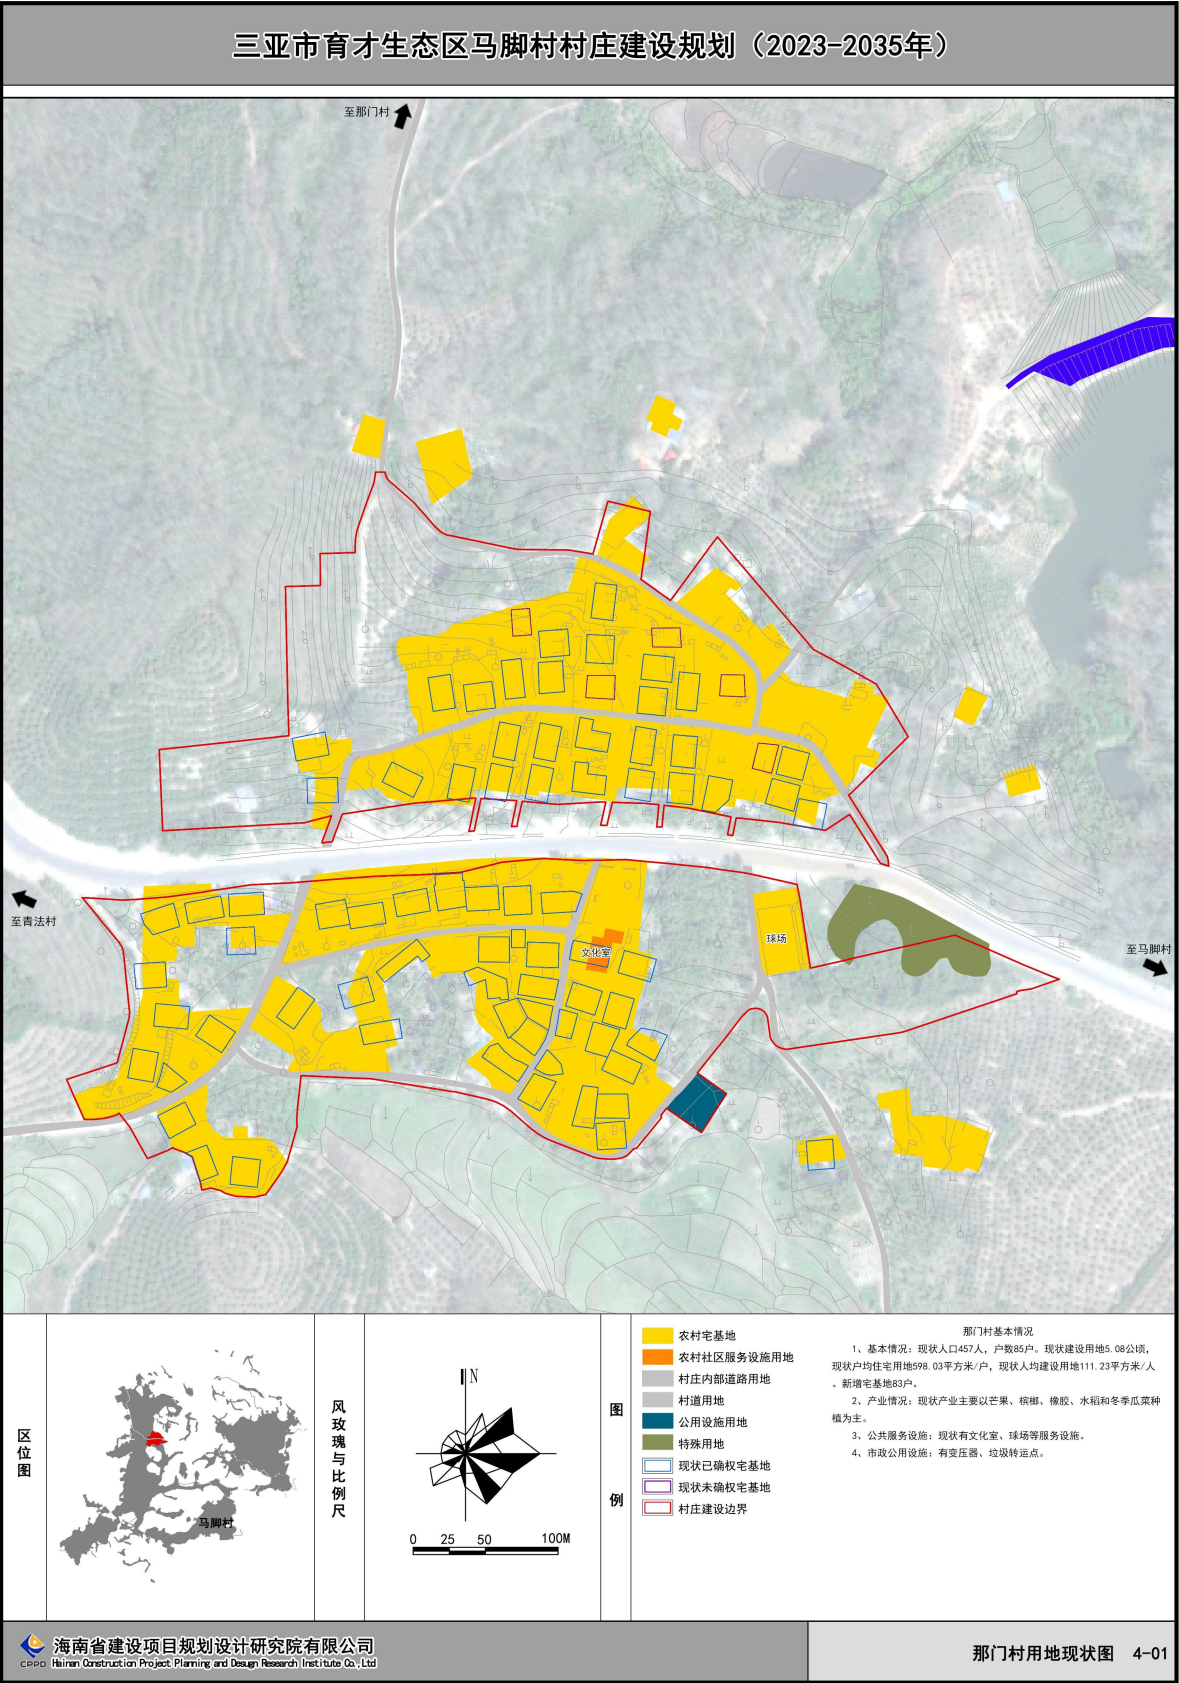 三亚市育才生态区马脚村村庄建设规划（2023-2035年）
至那门村
至青法村
球场
文化室
至马脚村
区位图
马脚村
风玫瑰与比例尺
N
0 25 50 100M
图例
农村宅基地
农村社区服务设施用地
村庄内部道路用地
村道用地
公用设施用地
特殊用地
现状已确权宅基地
现状未确权宅基地
村庄建设边界
那门村基本情况
1、基本情况：现状人口457人，户数85户。现状建设用地5.08公顷，
现状户均住宅用地598.03平方米/户，现状人均建设用地111.23平方米/人
。新增宅基地83户。
2、产业情况：现状产业主要以芒果、槟榔、橡胶、水稻和冬季瓜菜种
植为主。
3、公共服务设施：现状有文化室、球场等服务设施。
4、市政公用设施：有变压器、垃圾转运点。
CPPD
海南省建设项目规划设计研究院有限公司
Hainan Construction Project Planning and Desugn Research Institute Co.,Ltd
那门村用地现状图 4-01